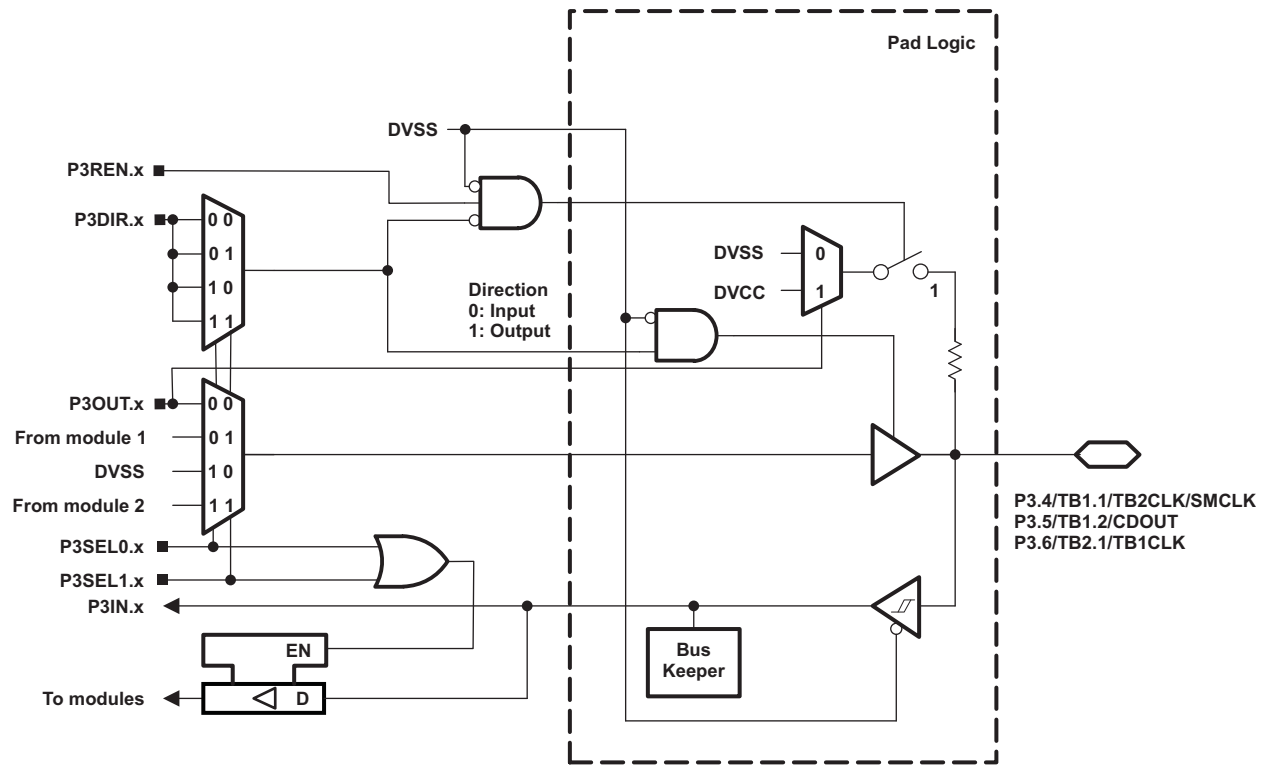 Pad Logic
DVSS
P3REN.x
P3DIR.x
0 0
0 1
1 0
1 1
DVSS
0
DVCC
1
1
Direction
0: Input
1: Output
P3OUT.x
0 0
From module 1
0 1
DVSS
1 0
From module 2
1 1
P3.4/TB1.1/TB2CLK/SMCLK
P3.5/TB1.2/CDOUT
P3.6/TB2.1/TB1CLK
P3SEL0.x
P3SEL1.x
P3IN.x
Bus
Keeper
EN
To modules
D